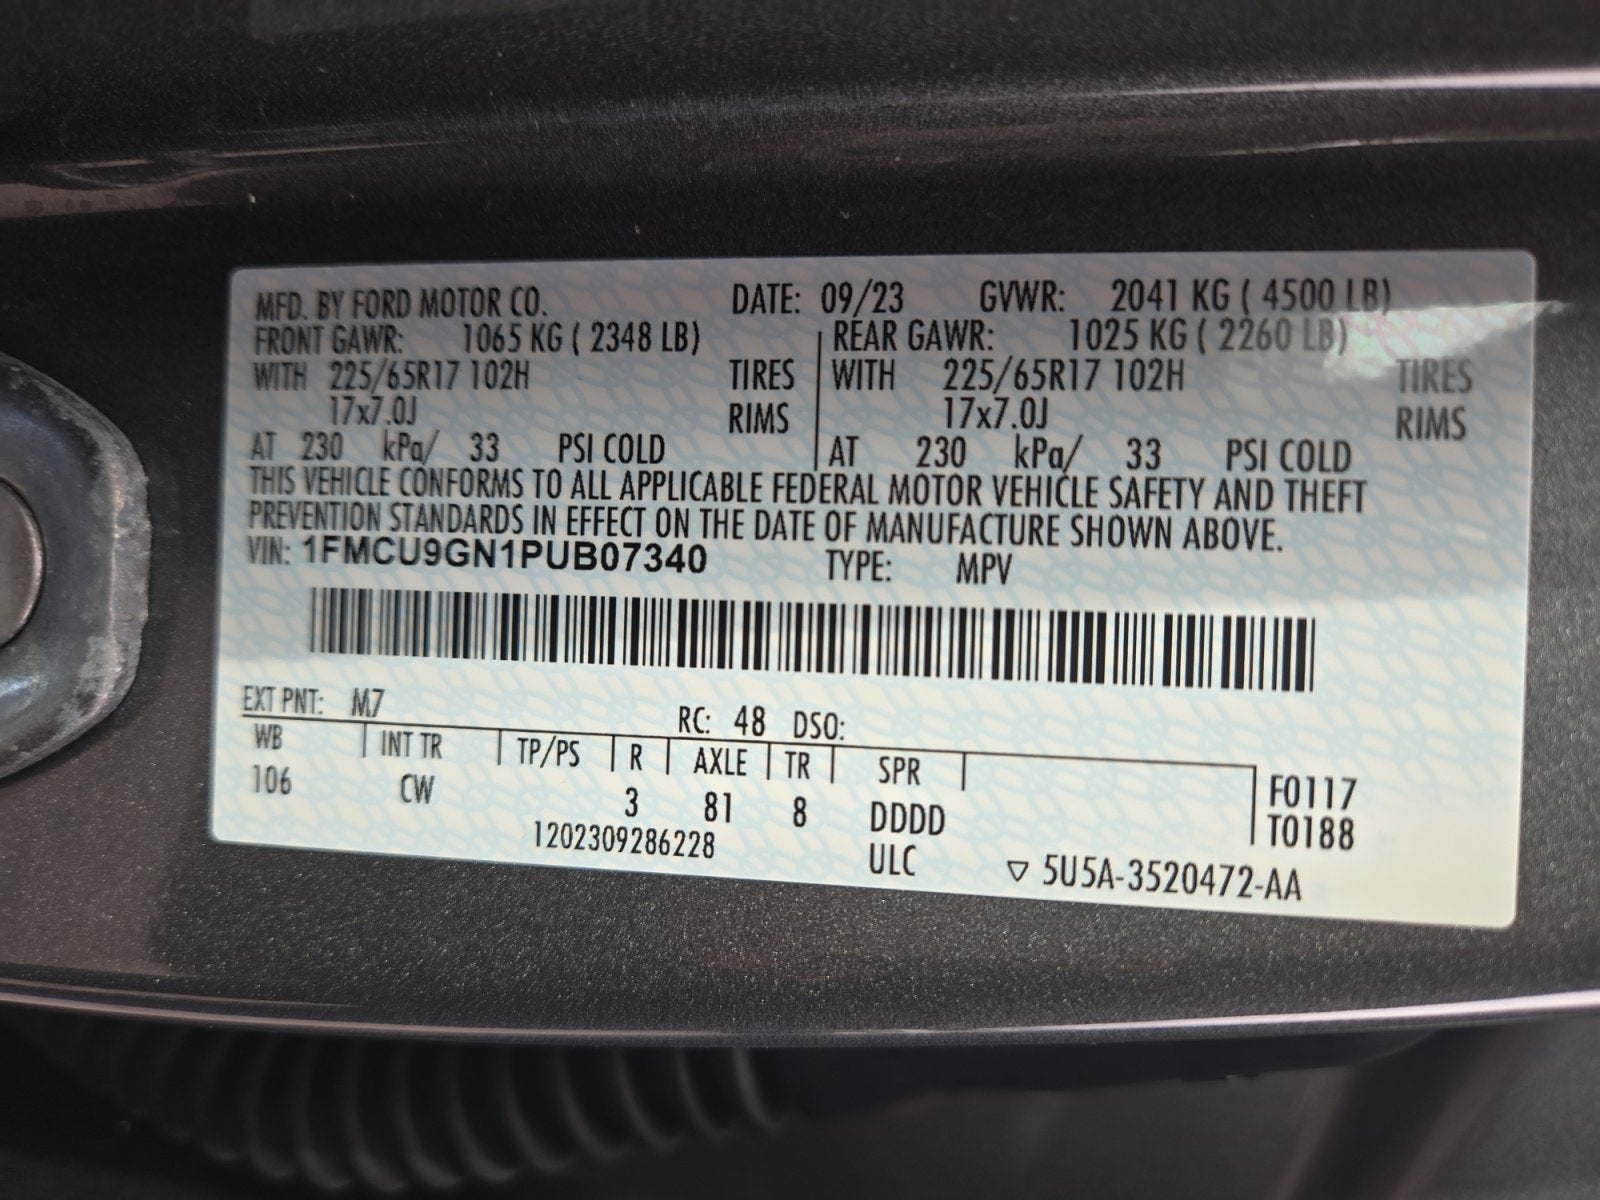 MFD. BY FORD MOTOR CO. DATE: 09/23 GVWR: 2041 KG ( 4500 LB)
FRONT GAWR: 1065 KG ( 2348 LB) REAR GAWR: 1025 KG ( 2260 LB)
WITH 225/65R17 102H TIRES WITH 225/65R17 102H TIRES
17x7.0J RIMS 17x7.0J RIMS
AT 230 kPa/ 33 PSI COLD AT 230 kPa/ 33 PSI COLD
THIS VEHICLE CONFORMS TO ALL APPLICABLE FEDERAL MOTOR VEHICLE SAFETY AND THEFT
PREVENTION STANDARDS IN EFFECT ON THE DATE OF MANUFACTURE SHOWN ABOVE.
VIN: 1FMCU9GN1PUB07340 TYPE: MPV
EXT PNT: M7 RC: 48 DSO:
WB INT TR TP/PS R AXLE TR SPR
106 CW 3 81 8 DDDD F0117
T0188
1202309286228 ULC ▽ 5U5A-3520472-AA